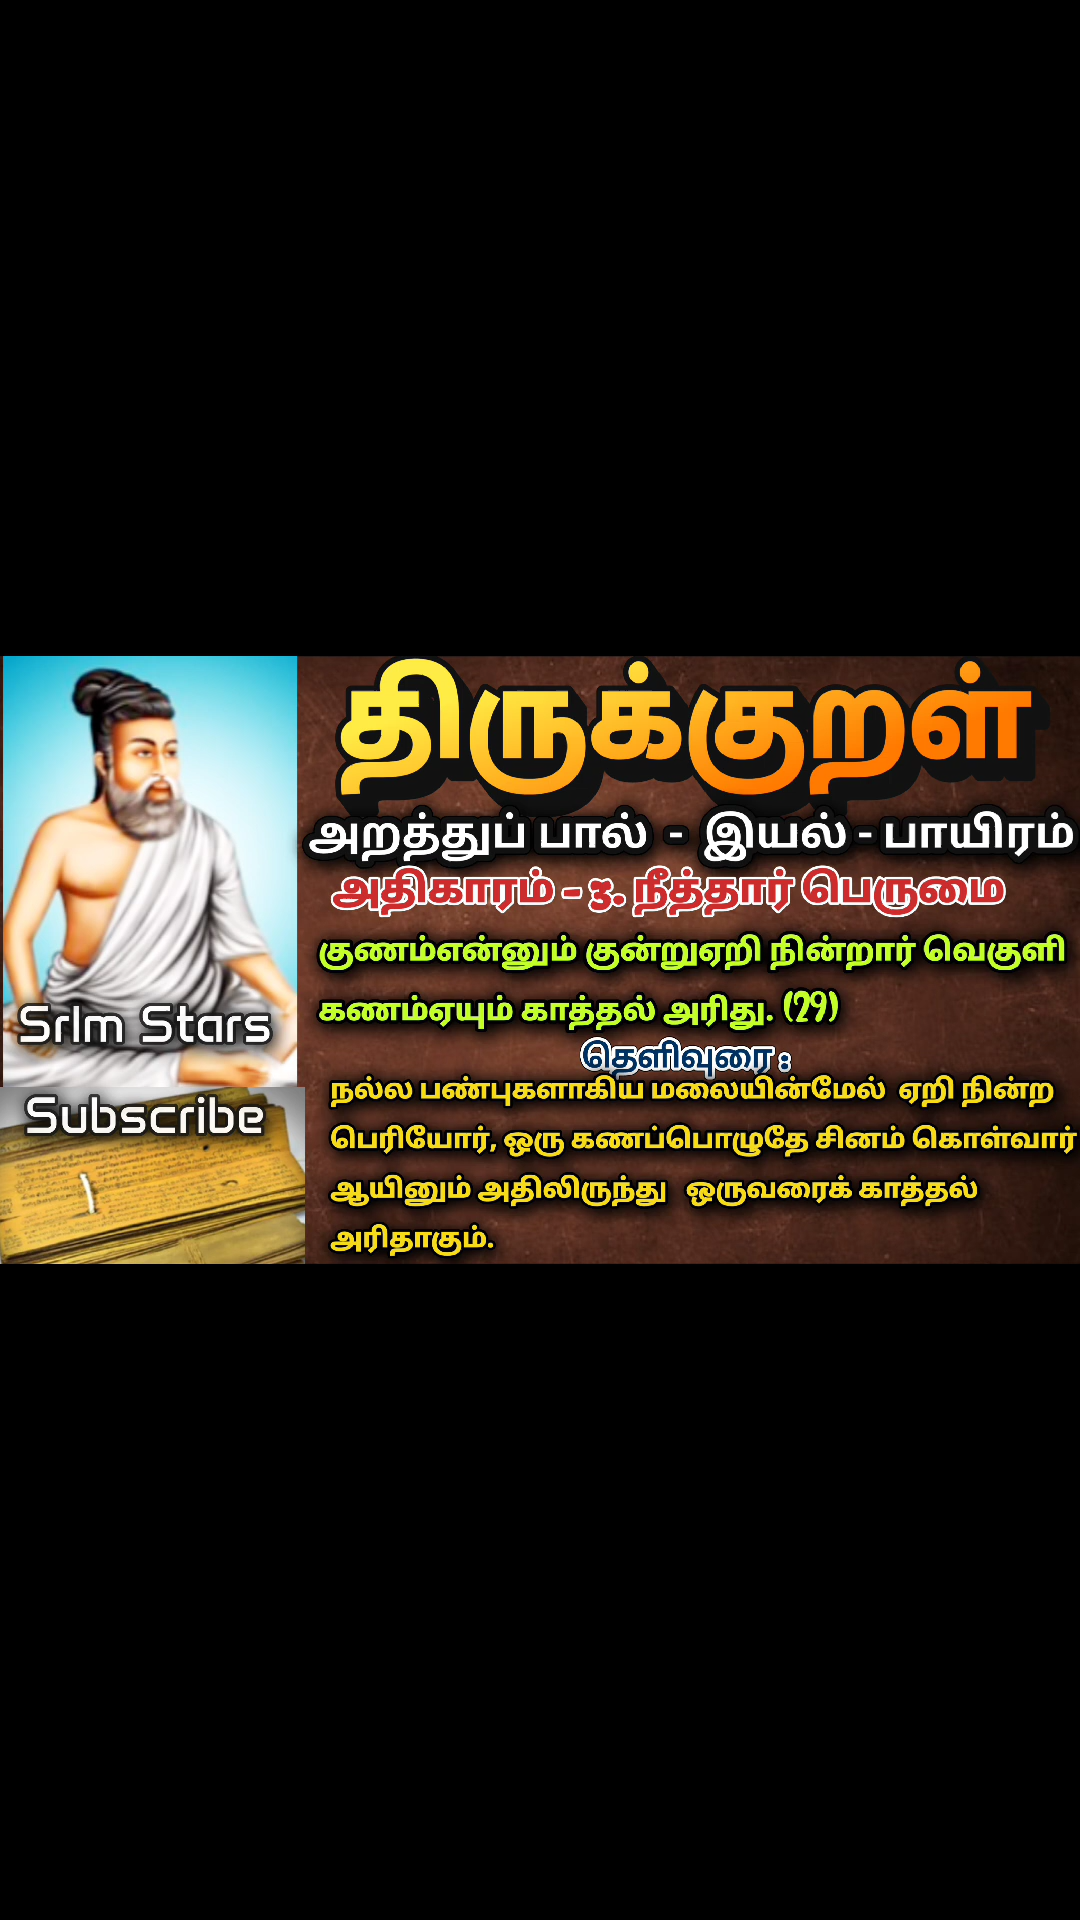 திருக்குறள்
அறத்துப் பால் - இயல் - பாயிரம்
அதிகாரம் - 3. நீத்தார் பெருமை
குணம்என்னும் குன்றுஏறி நின்றார் வெகுளி
கணம்ஏயும் காத்தல் அரிது. (29)
தெளிவுரை :
நல்ல பண்புகளாகிய மலையின்மேல் ஏறி நின்ற
பெரியோர், ஒரு கணப்பொழுதே சினம் கொள்வார்
ஆயினும் அதிலிருந்து ஒருவரைக் காத்தல்
அரிதாகும்.
Srlm Stars
Subscribe